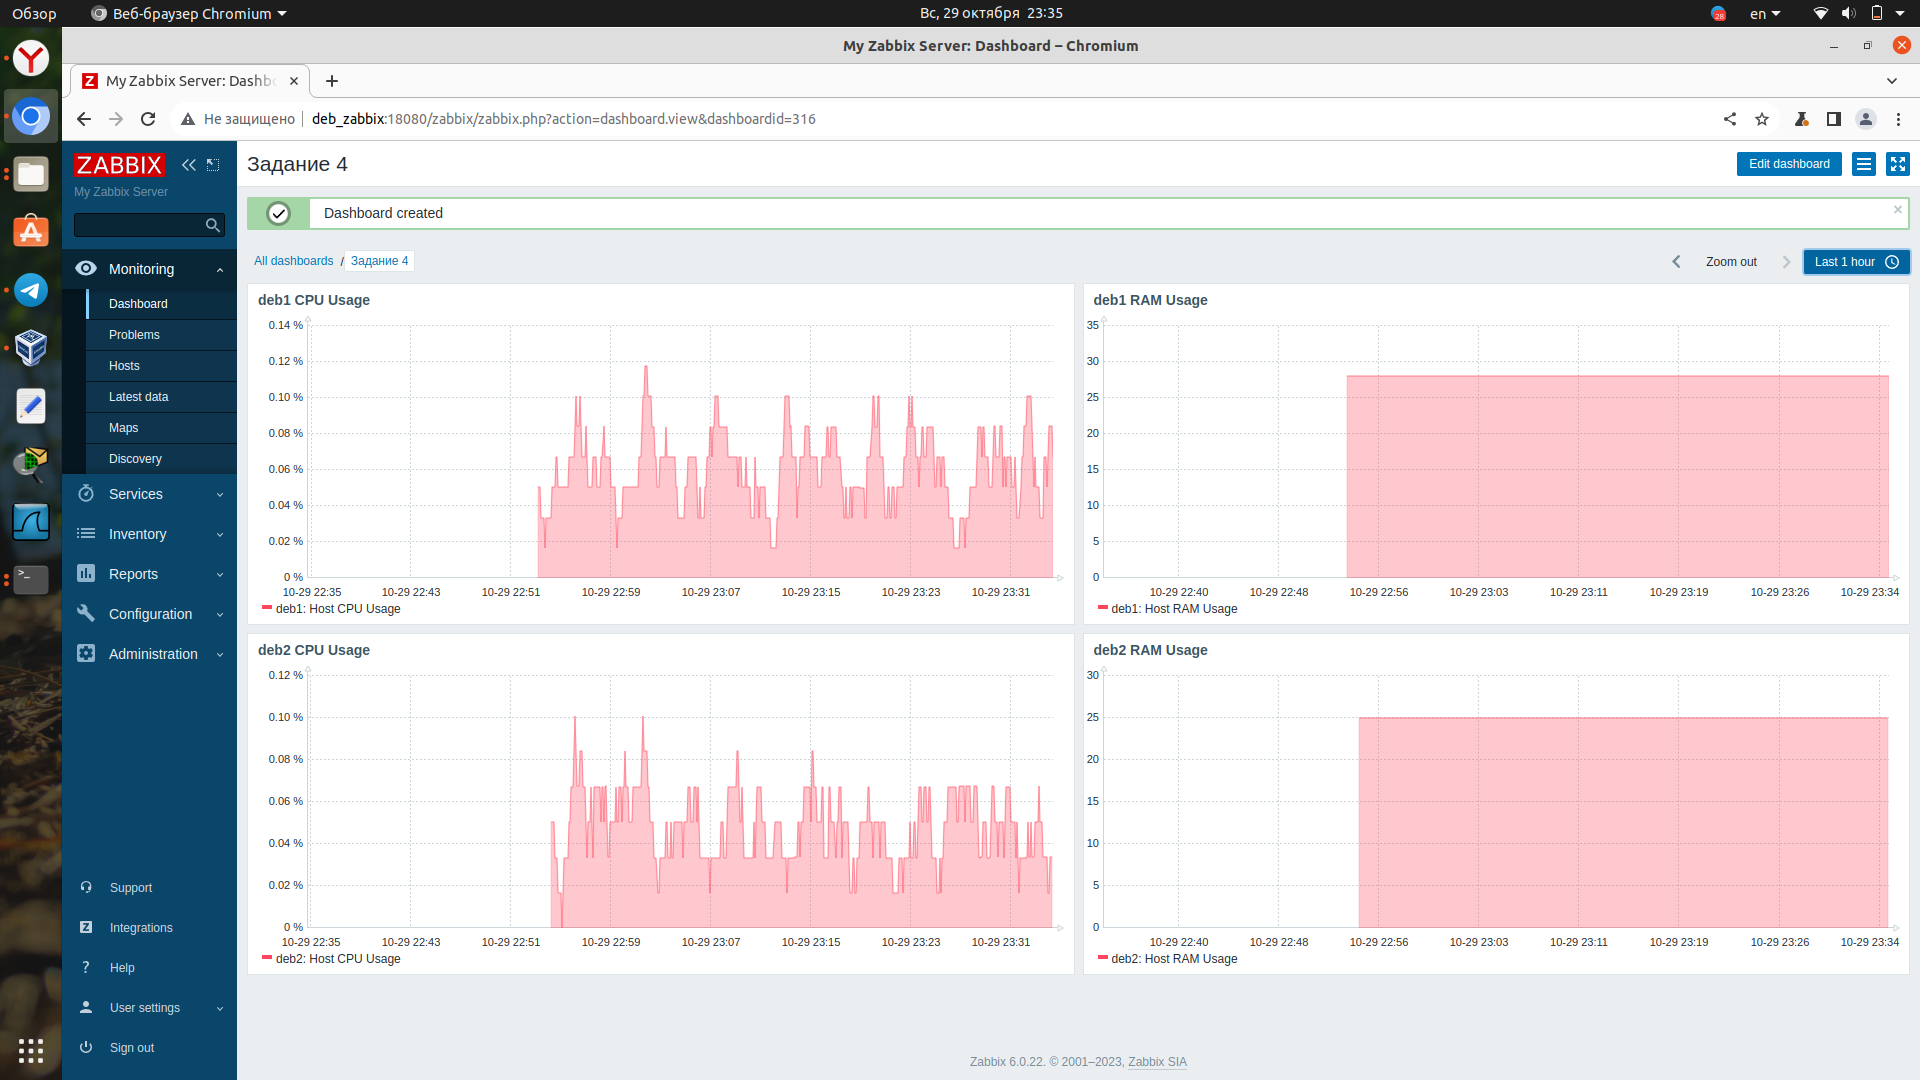 Обзор
Веб-браузер Chromium
Вс, 29 октября 23:35
28
en
My Zabbix Server: Dashboard – Chromium
My Zabbix Server: Dashb
Не защищено
deb_zabbix:18080/zabbix/zabbix.php?action=dashboard.view&dashboardid=316
ZABBIX
My Zabbix Server
Monitoring
Dashboard
Problems
Hosts
Latest data
Maps
Discovery
Services
Inventory
Reports
Configuration
Administration
Support
Integrations
Help
User settings
Sign out
Задание 4
Edit dashboard
Dashboard created
All dashboards / Задание 4
Zoom out
Last 1 hour
deb1 CPU Usage
0.14 %
0.12 %
0.10 %
0.08 %
0.06 %
0.04 %
0.02 %
0 %
10-29 22:35 10-29 22:43 10-29 22:51 10-29 22:59 10-29 23:07 10-29 23:15 10-29 23:23 10-29 23:31
deb1: Host CPU Usage
deb1 RAM Usage
35
30
25
20
15
10
5
0
10-29 22:40 10-29 22:48 10-29 22:56 10-29 23:03 10-29 23:11 10-29 23:19 10-29 23:26 10-29 23:34
deb1: Host RAM Usage
deb2 CPU Usage
0.12 %
0.10 %
0.08 %
0.06 %
0.04 %
0.02 %
0 %
10-29 22:35 10-29 22:43 10-29 22:51 10-29 22:59 10-29 23:07 10-29 23:15 10-29 23:23 10-29 23:31
deb2: Host CPU Usage
deb2 RAM Usage
30
25
20
15
10
5
0
10-29 22:40 10-29 22:48 10-29 22:56 10-29 23:03 10-29 23:11 10-29 23:19 10-29 23:26 10-29 23:34
deb2: Host RAM Usage
Zabbix 6.0.22. © 2001–2023, Zabbix SIA